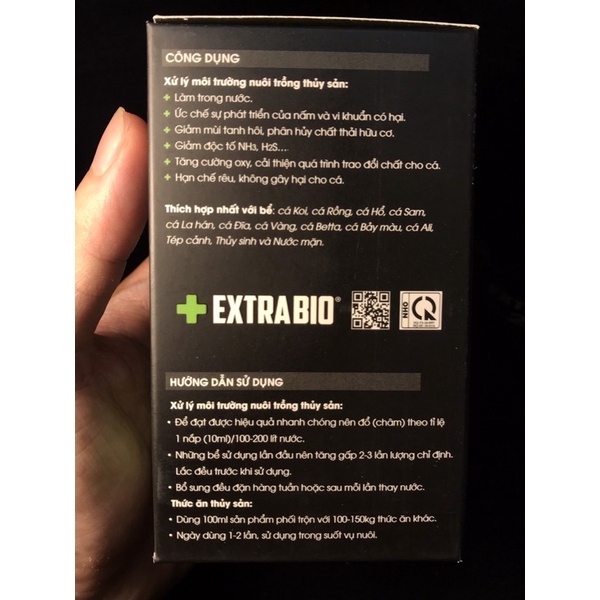 CÔNG DỤNG
Xử lý môi trường nuôi trồng thủy sản:
+ Làm trong nước.
+ Ức chế sự phát triển của nấm và vi khuẩn có hại.
+ Giảm mùi tanh hôi, phân hủy chất thải hữu cơ.
+ Giảm độc tố NH₃, H₂S...
+ Tăng cường oxy, cải thiện quá trình trao đổi chất cho cá.
+ Hạn chế rêu, không gây hại cho cá.
Thích hợp nhất với bể: cá Koi, cá Rồng, cá Hổ, cá Sam,
cá La hán, cá Đĩa, cá Vàng, cá Betta, cá Bảy màu, cá Ali,
Tép cảnh, Thủy sinh và Nước mặn.
+ EXTRABIO®
NHO
HƯỚNG DẪN SỬ DỤNG
Xử lý môi trường nuôi trồng thủy sản:
• Để đạt được hiệu quả nhanh chóng nên đổ (châm) theo tỉ lệ
1 nắp (10ml)/100-200 lít nước.
• Những bể sử dụng lần đầu nên tăng gấp 2-3 lần lượng chỉ định.
Lắc đều trước khi sử dụng.
• Bổ sung đều đặn hàng tuần hoặc sau mỗi lần thay nước.
Thức ăn thủy sản:
• Dùng 100ml sản phẩm phối trộn với 100-150kg thức ăn khác.
• Ngày dùng 1-2 lần, sử dụng trong suốt vụ nuôi.